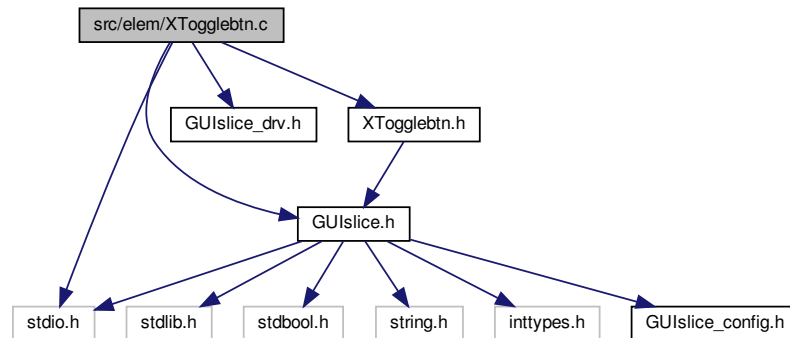 src/elem/XTogglebtn.c
GUIslice_drv.h
XTogglebtn.h
GUIslice.h
stdio.h
stdlib.h
stdbool.h
string.h
inttypes.h
GUIslice_config.h